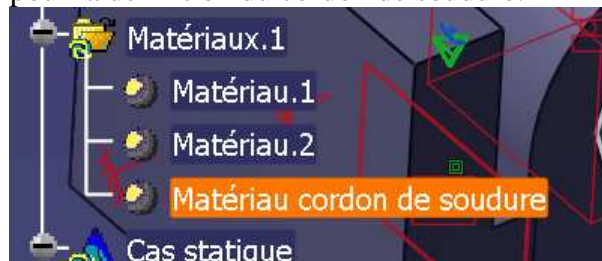 Matériaux.1
Matériau.1
Matériau.2
Matériau cordon de soudure
Cas statique